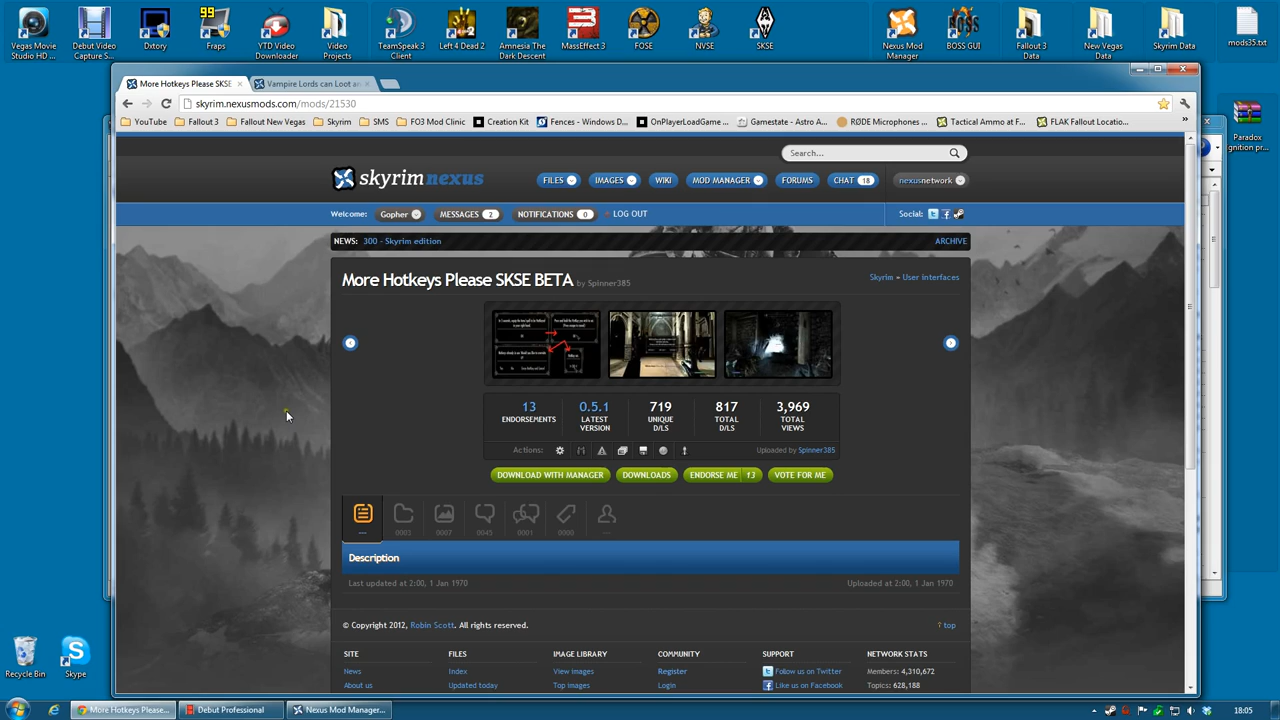 Vegas Movie Studio HD ...
Debut Video Capture S...
Dxtory
99
Fraps
YTD Video Downloader
Video Projects
TeamSpeak 3 Client
Left 4 Dead 2
Amnesia The Dark Descent
MassEffect 3
FOSE
NVSE
SKSE
Nexus Mod Manager
BOSS GUI
Fallout 3 Data
New Vegas Data
Skyrim Data
mods35.txt
More Hotkeys Please SKSE
Vampire Lords can Loot an
skyrim.nexusmods.com/mods/21530
YouTube
Fallout 3
Fallout New Vegas
Skyrim
SMS
FO3 Mod Clinic
Creation Kit
Fences - Windows D...
OnPlayerLoadGame ...
Gamestate - Astro A...
RØDE Microphones ...
Tactical Ammo at F...
FLAK Fallout Locatio...
Paradox
ignition pr...
Search...
skyrimnexus
FILES
IMAGES
WIKI
MOD MANAGER
FORUMS
CHAT 18
nexusnetwork
Welcome: Gopher MESSAGES 2 NOTIFICATIONS 0 LOG OUT
Social:
NEWS: 300 - Skyrim edition ARCHIVE
More Hotkeys Please SKSE BETA by Spinner385
Skyrim » User interfaces
13 ENDORSEMENTS
0.5.1 LATEST VERSION
719 UNIQUE D/LS
817 TOTAL D/LS
3,969 TOTAL VIEWS
Actions:
Uploaded by Spinner385
DOWNLOAD WITH MANAGER DOWNLOADS ENDORSE ME 13 VOTE FOR ME
0003 0007 0045 0001 0000
Description
Last updated at 2:00, 1 Jan 1970 Uploaded at 2:00, 1 Jan 1970
© Copyright 2012, Robin Scott. All rights reserved. ↑ top
SITE FILES IMAGE LIBRARY COMMUNITY SUPPORT NETWORK STATS
News Index View images Register Follow us on Twitter Members: 4,310,672
About us Updated today Top images Login Like us on Facebook Topics: 628,188
Recycle Bin
Skype
More Hotkeys Please...
Debut Professional
Nexus Mod Manager...
18:05